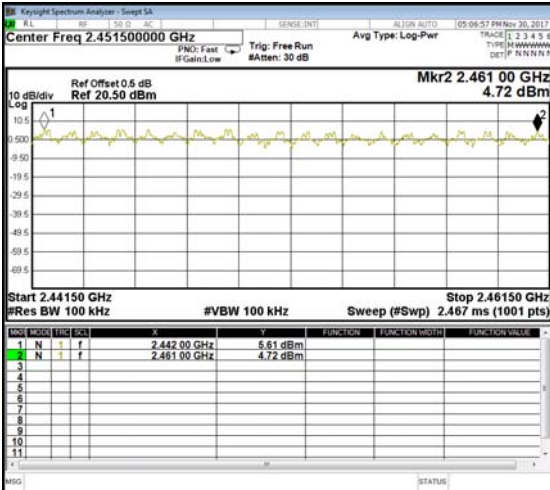 Keysight Spectrum Analyzer - Swept SA
RL RF 50 Ω AC SENSE:INT ALIGN AUTO 05:06:57 PM Nov 30, 2017
Center Freq 2.451500000 GHz
PNO: Fast
IFGain:Low
Trig: Free Run
#Atten: 30 dB
Avg Type: Log-Pwr
TRACE 1 2 3 4 5
TYPE M W W W W W
DET P N N N N N
Mkr2 2.461 00 GHz
4.72 dBm
Ref Offset 0.5 dB
Ref 20.50 dBm
10 dB/div
Log
1
2
10.5
0.500
-9.50
-19.5
-29.5
-39.5
-49.5
-59.5
-69.5
Start 2.44150 GHz
Stop 2.46150 GHz
#Res BW 100 kHz
#VBW 100 kHz
Sweep (#Swp) 2.467 ms (1001 pts)
MKR MODE TRC SCL X Y FUNCTION FUNCTION WIDTH FUNCTION VALUE
1 N 1 f 2.442 00 GHz 5.61 dBm
2 N 1 f 2.461 00 GHz 4.72 dBm
3
4
5
6
7
8
9
10
11
MSG
STATUS